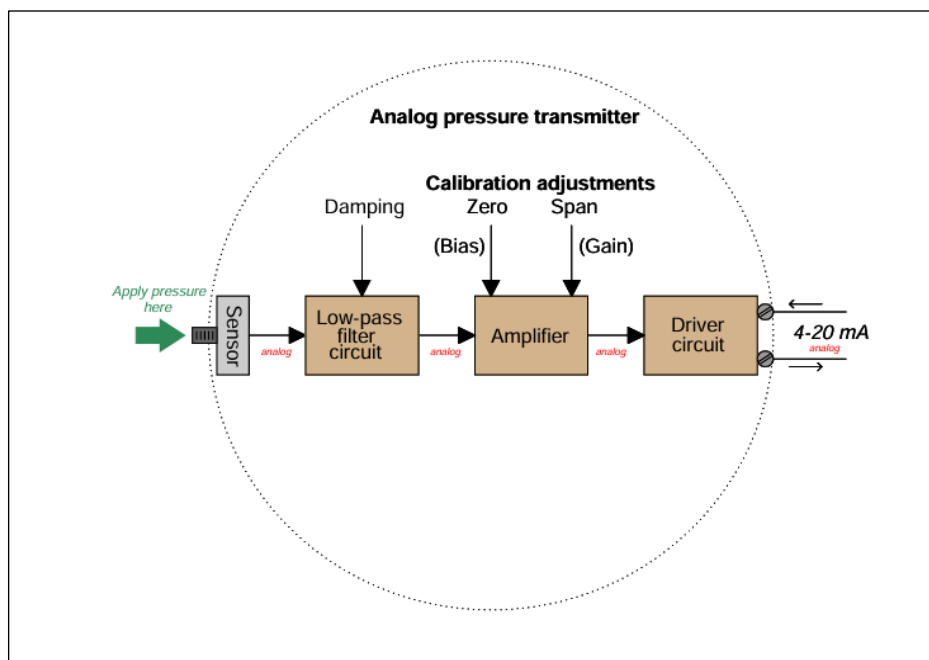 Analog pressure transmitter
Calibration adjustments
Damping
Zero
Span
(Bias)
(Gain)
Apply pressure
here
Sensor
analog
Low-pass
filter
circuit
analog
Amplifier
analog
Driver
circuit
4-20 mA
analog